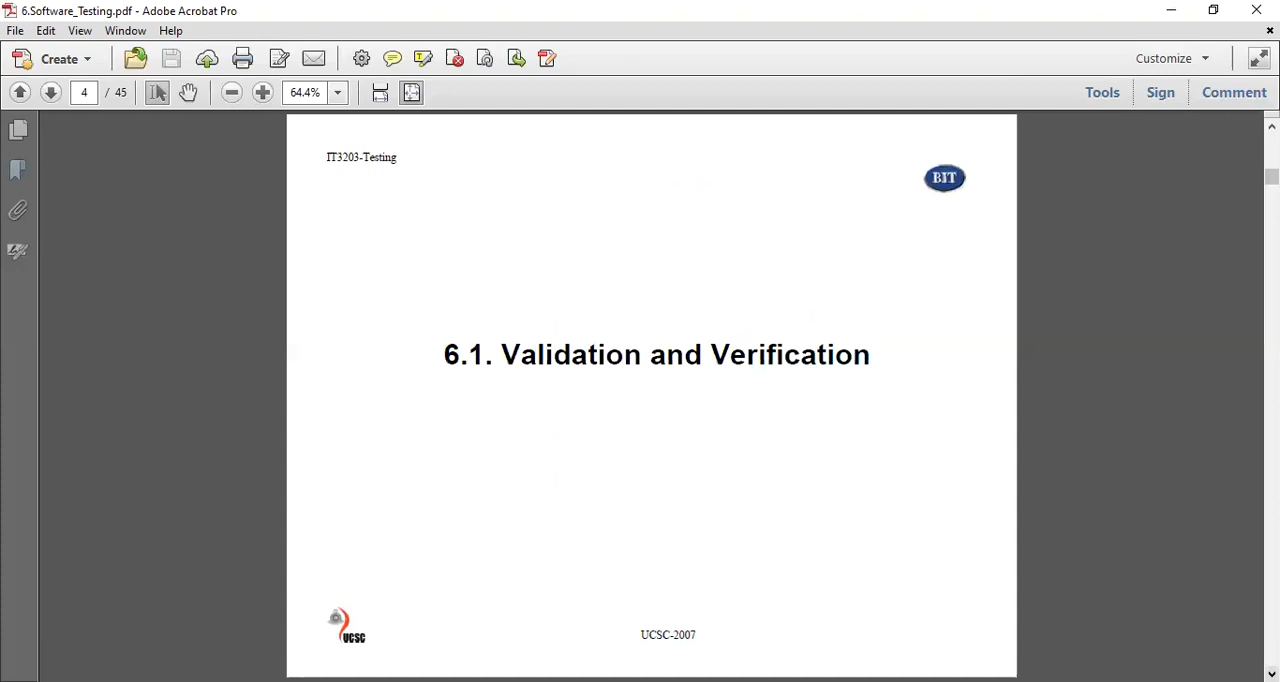 6.Software_Testing.pdf - Adobe Acrobat Pro
File Edit View Window Help
Create Customize
4 / 45 64.4% Tools Sign Comment
IT3203-Testing
BIT
6.1. Validation and Verification
UCSC
UCSC-2007